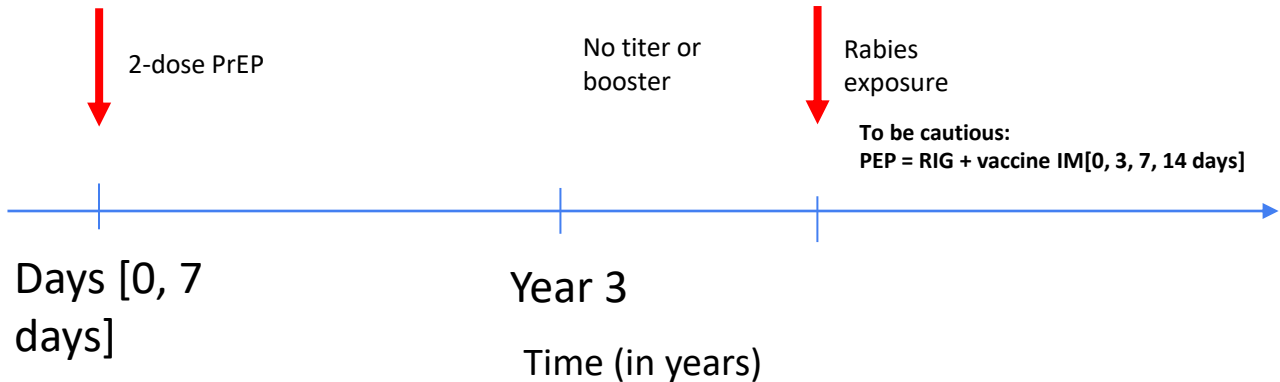 2-dose PrEP
No titer or
booster
Rabies
exposure
To be cautious:
PEP = RIG + vaccine IM[0, 3, 7, 14 days]
Days [0, 7
days]
Year 3
Time (in years)